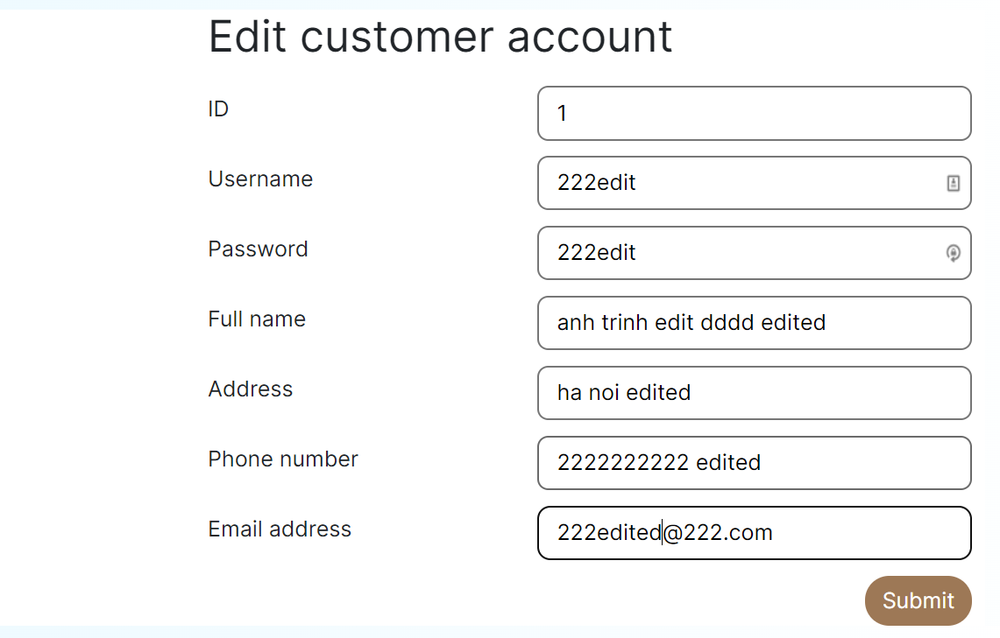 Edit customer account
ID 1
Username 222edit
Password 222edit
Full name anh trinh edit dddd edited
Address ha noi edited
Phone number 2222222222 edited
Email address 222edited@222.com
Submit